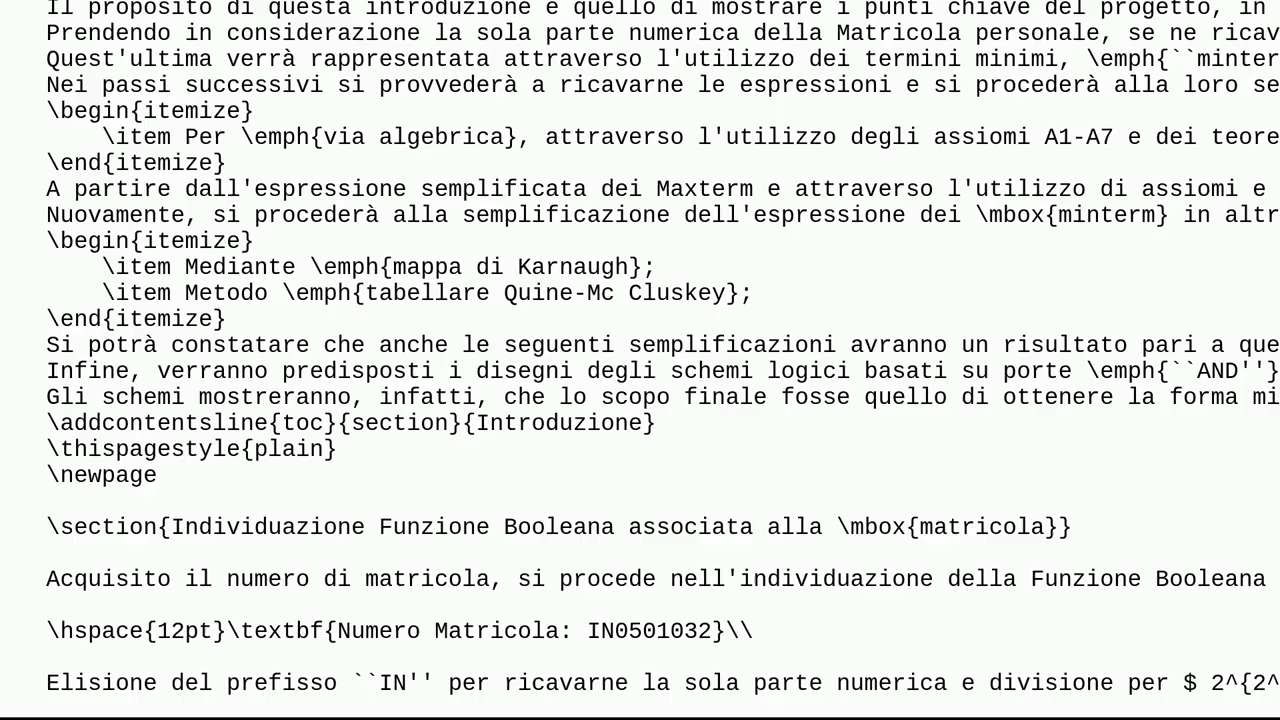 Il proposito di questa introduzione è quello di mostrare i punti chiave del progetto, in
Prendendo in considerazione la sola parte numerica della Matricola personale, se ne ricav
Quest'ultima verrà rappresentata attraverso l'utilizzo dei termini minimi, \emph{``minter
Nei passi successivi si provvederà a ricavarne le espressioni e si procederà alla loro se
\begin{itemize}
    \item Per \emph{via algebrica}, attraverso l'utilizzo degli assiomi A1-A7 e dei teore
\end{itemize}
A partire dall'espressione semplificata dei Maxterm e attraverso l'utilizzo di assiomi e
Nuovamente, si procederà alla semplificazione dell'espressione dei \mbox{minterm} in altr
\begin{itemize}
    \item Mediante \emph{mappa di Karnaugh};
    \item Metodo \emph{tabellare Quine-Mc Cluskey};
\end{itemize}
Si potrà constatare che anche le seguenti semplificazioni avranno un risultato pari a que
Infine, verranno predisposti i disegni degli schemi logici basati su porte \emph{``AND''}
Gli schemi mostreranno, infatti, che lo scopo finale fosse quello di ottenere la forma mi
\addcontentsline{toc}{section}{Introduzione}
\thispagestyle{plain}
\newpage
\section{Individuazione Funzione Booleana associata alla \mbox{matricola}}
Acquisito il numero di matricola, si procede nell'individuazione della Funzione Booleana
\hspace{12pt}\textbf{Numero Matricola: IN0501032}\\
Elisione del prefisso ``IN'' per ricavarne la sola parte numerica e divisione per $ 2^{2^